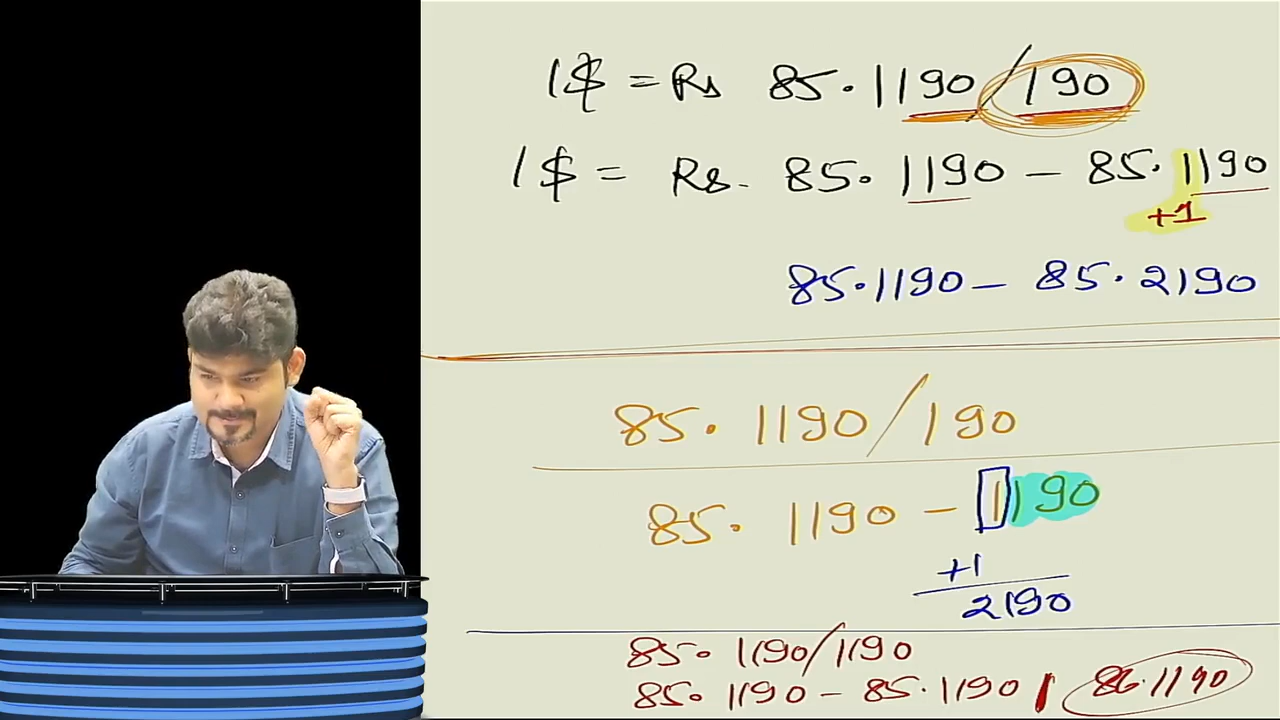 1$ = Rs 85.1190/190
1$ = Rs. 85.1190 – 85.1190
+1
85.1190 – 85.2190
85.1190/190
85.1190 – 1190
+1
2190
85.1190/1190
85.1190 – 85.1190 86.1190